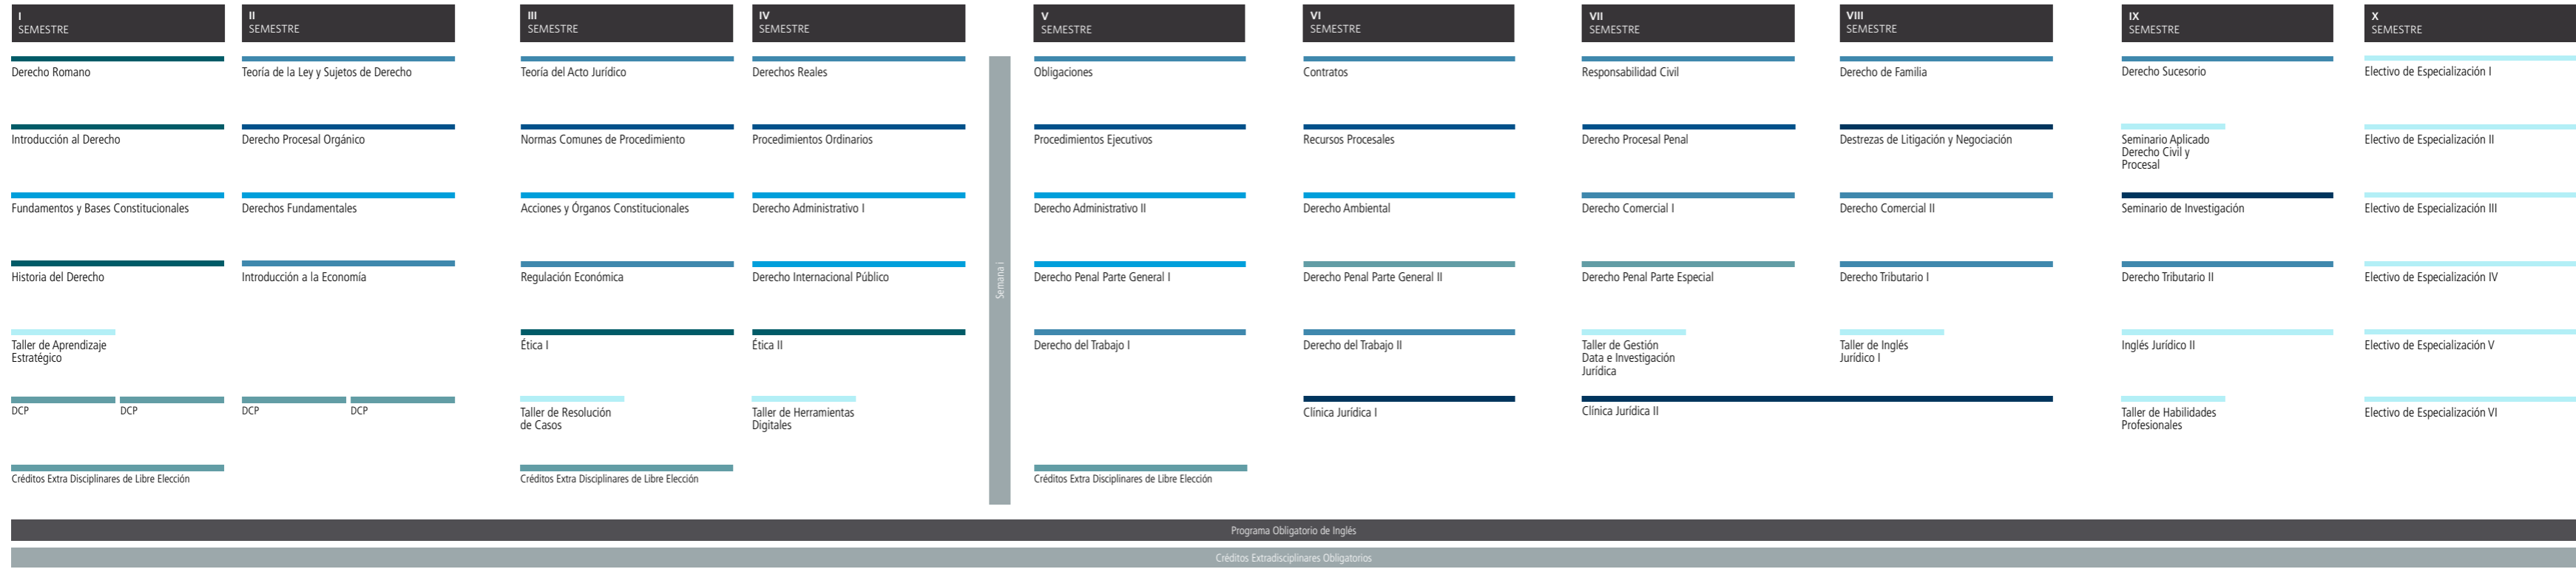 I
SEMESTRE
II
SEMESTRE
III
SEMESTRE
IV
SEMESTRE
V
SEMESTRE
VI
SEMESTRE
VII
SEMESTRE
VIII
SEMESTRE
IX
SEMESTRE
X
SEMESTRE
Derecho Romano
Teoría de la Ley y Sujetos de Derecho
Teoría del Acto Jurídico
Derechos Reales
Obligaciones
Contratos
Responsabilidad Civil
Derecho de Familia
Derecho Sucesorio
Electivo de Especialización I
Introducción al Derecho
Derecho Procesal Orgánico
Normas Comunes de Procedimiento
Procedimientos Ordinarios
Procedimientos Ejecutivos
Recursos Procesales
Derecho Procesal Penal
Destrezas de Litigación y Negociación
Seminario Aplicado
Derecho Civil y
Procesal
Electivo de Especialización II
Fundamentos y Bases Constitucionales
Derechos Fundamentales
Acciones y Órganos Constitucionales
Derecho Administrativo I
Derecho Administrativo II
Derecho Ambiental
Derecho Comercial I
Derecho Comercial II
Seminario de Investigación
Electivo de Especialización III
Historia del Derecho
Introducción a la Economía
Regulación Económica
Derecho Internacional Público
Semana i
Derecho Penal Parte General I
Derecho Penal Parte General II
Derecho Penal Parte Especial
Derecho Tributario I
Derecho Tributario II
Electivo de Especialización IV
Taller de Aprendizaje
Estratégico
Ética I
Ética II
Derecho del Trabajo I
Derecho del Trabajo II
Taller de Gestión
Data e Investigación
Jurídica
Taller de Inglés
Jurídico I
Inglés Jurídico II
Electivo de Especialización V
DCP
DCP
DCP
DCP
Taller de Resolución
de Casos
Taller de Herramientas
Digitales
Clínica Jurídica I
Clínica Jurídica II
Taller de Habilidades
Profesionales
Electivo de Especialización VI
Créditos Extra Disciplinares de Libre Elección
Créditos Extra Disciplinares de Libre Elección
Créditos Extra Disciplinares de Libre Elección
Programa Obligatorio de Inglés
Créditos Extradisciplinares Obligatorios